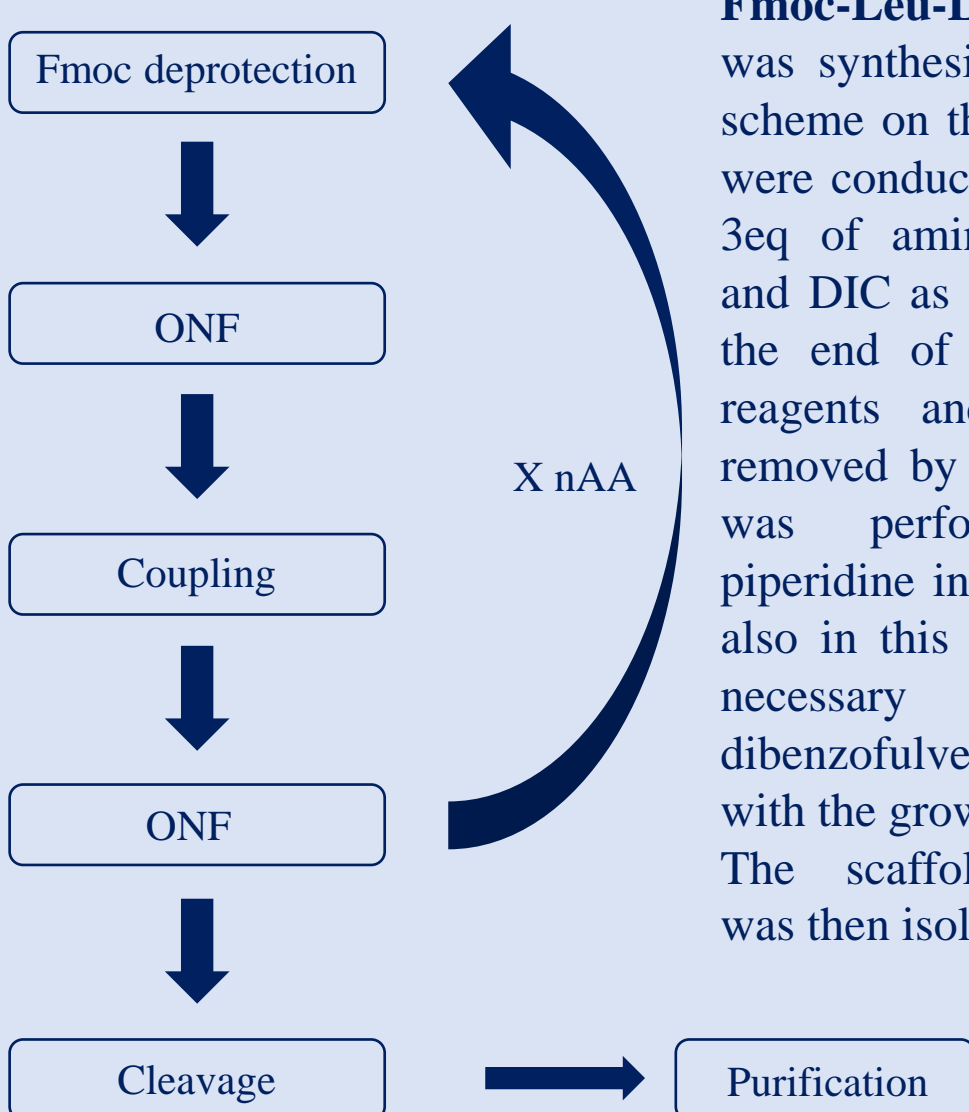 Fmoc deprotection
ONF
Coupling
ONF
Cleavage
Purification
X nAA
Fmoc-Leu-
was synthesi
scheme on th
were conduc
3eq of amin
and DIC as
the end of
reagents and
removed by
was perfo
piperidine in
also in this
necessary
dibenzofulve
with the grow
The scaffol
was then isol